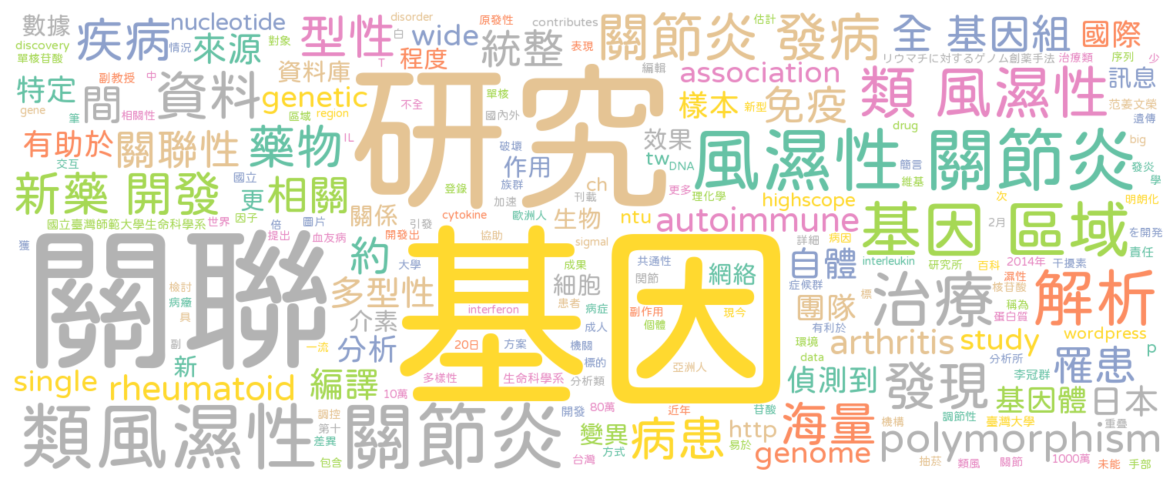 數據
疾病
nucleotide
來源
discovery
情況
對象
單核苷酸
disorder
白
型性
wide
程度
統整
原發性
contributes
表現
關節炎 發病
估計
全 基因組
國際
特定
間
副教授
中
資料
資料庫
genetic
gene
筆
相關性
區域
region
T
不全
單核
國內外
編輯
研究
association
樣本
新型
免疫
リウマチに対するゲノム創薬手法
治療類
序列
少
類 風濕性
訊息
范姜文榮
遺傳
有助於
關聯性
藥物
IL
交互
破壞
作用
族群
效果
tw
DNA
drug
簡言
big
發炎
學
維基
風濕性 關節炎
新藥 開發
國立
更
相關
登錄
加速
刊載
ch
更多
理化學
highscope
次
明朗化
國立臺灣師範大學生命科學系
世界
因子
倍
圖片
關係
引發
cytokine
歐洲人
生物
ntu
autoimmune
2月
基因 區域
を開発
責任
獲
提出
血友病
開發出
協助
sigmal
大學
成果
共通性
關節
詳細
病因
interleukin
研究所
百科
濕性
2014年
干擾素
核苷酸
關聯
約
檢討
病癥
具
副
多型性
介素
interferon
患者
細胞
病症
基因
網絡
副作用
個體
現今
自體
症候群
標
團隊
有利於
環境
治療
稱為
蛋白質
解析
wordpress
p
新
一流
分析
20日
方案
成人
機關
標的
亞洲人
data
arthritis
study
分析所
李冠群
罹患
single
rheumatoid
編譯
10萬
多樣性
生命科學系
分析類
偵測到
發現
基因體
日本
類風濕性 關節炎
調控
第十
差異
包含
開發
80萬
變異
方式
台灣
近年
病患
苷酸
易於
http
海量
genome
機構
抽菸
調節性
臺灣大學
重疊
polymorphism
類風
關節
1000萬
未能
手部